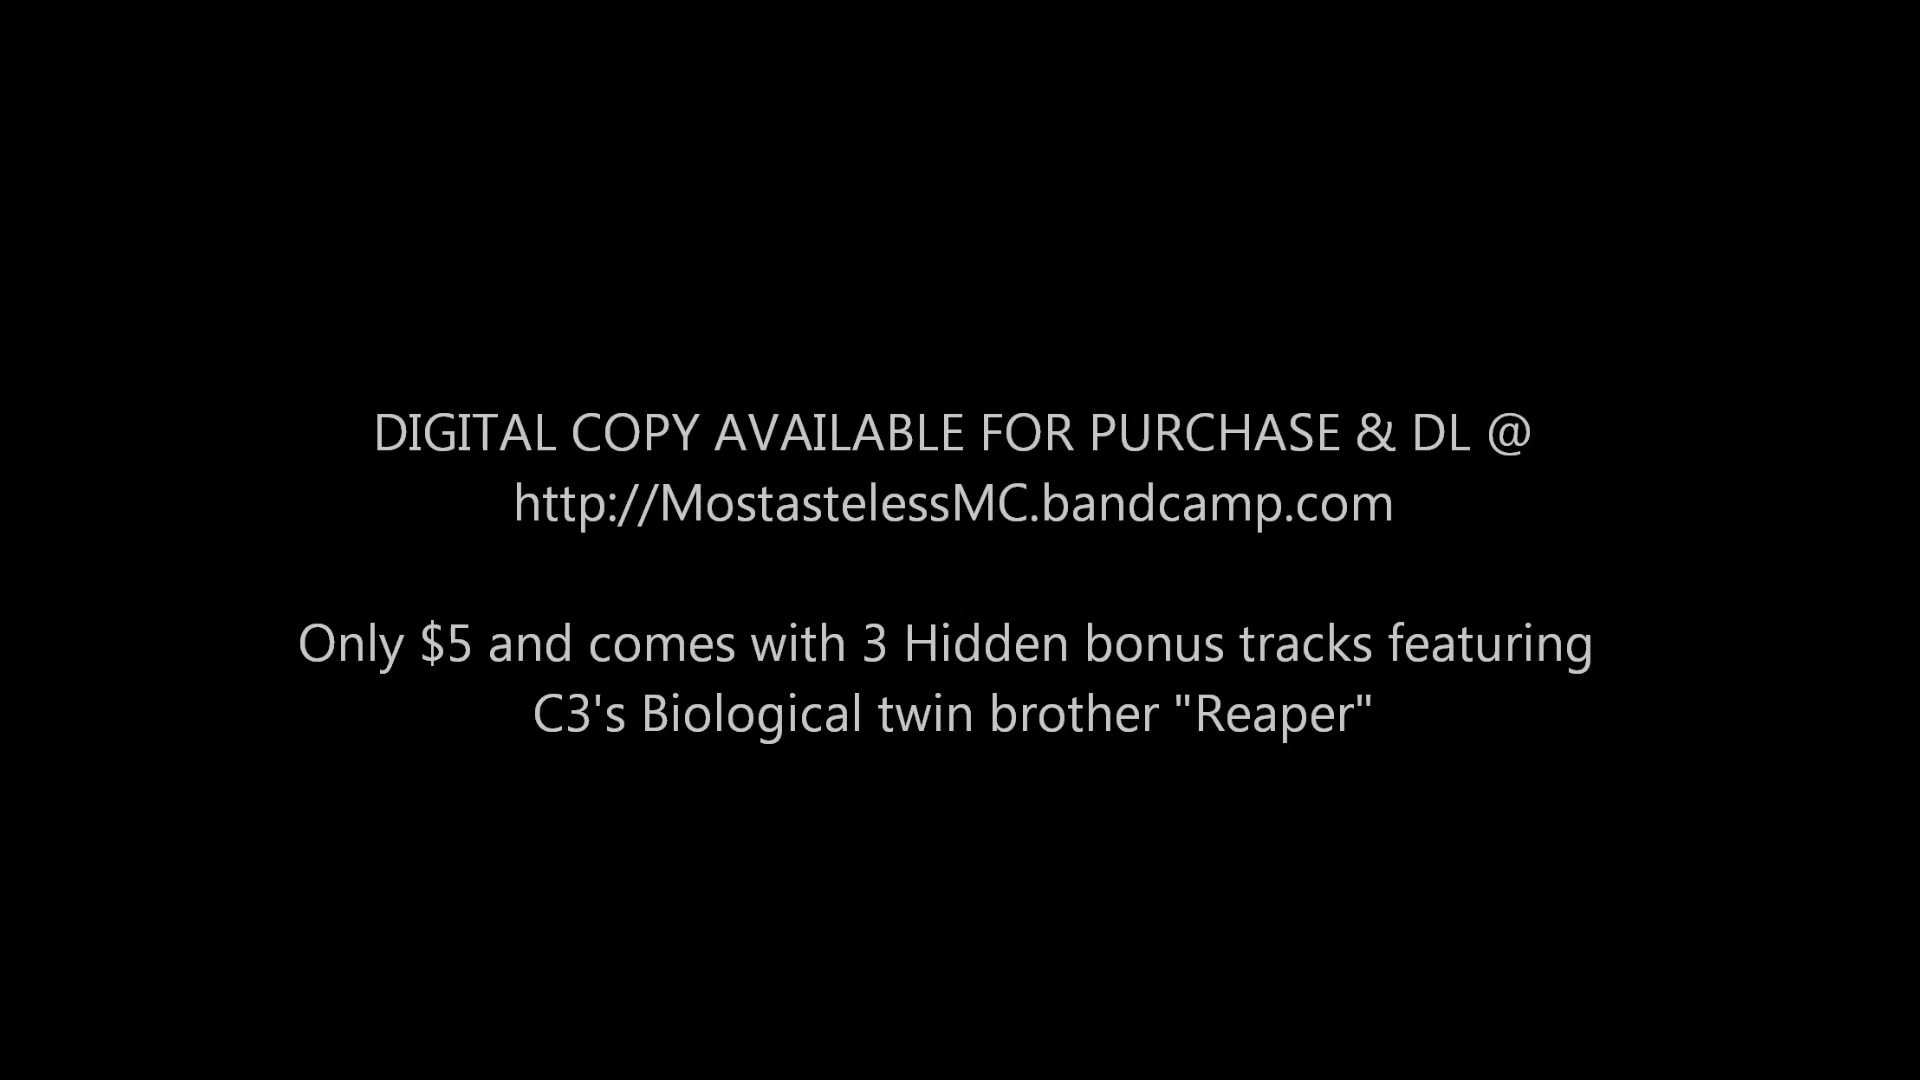 DIGITAL COPY AVAILABLE FOR PURCHASE & DL @
http://MostastelessMC.bandcamp.com
Only $5 and comes with 3 Hidden bonus tracks featuring
C3's Biological twin brother "Reaper"